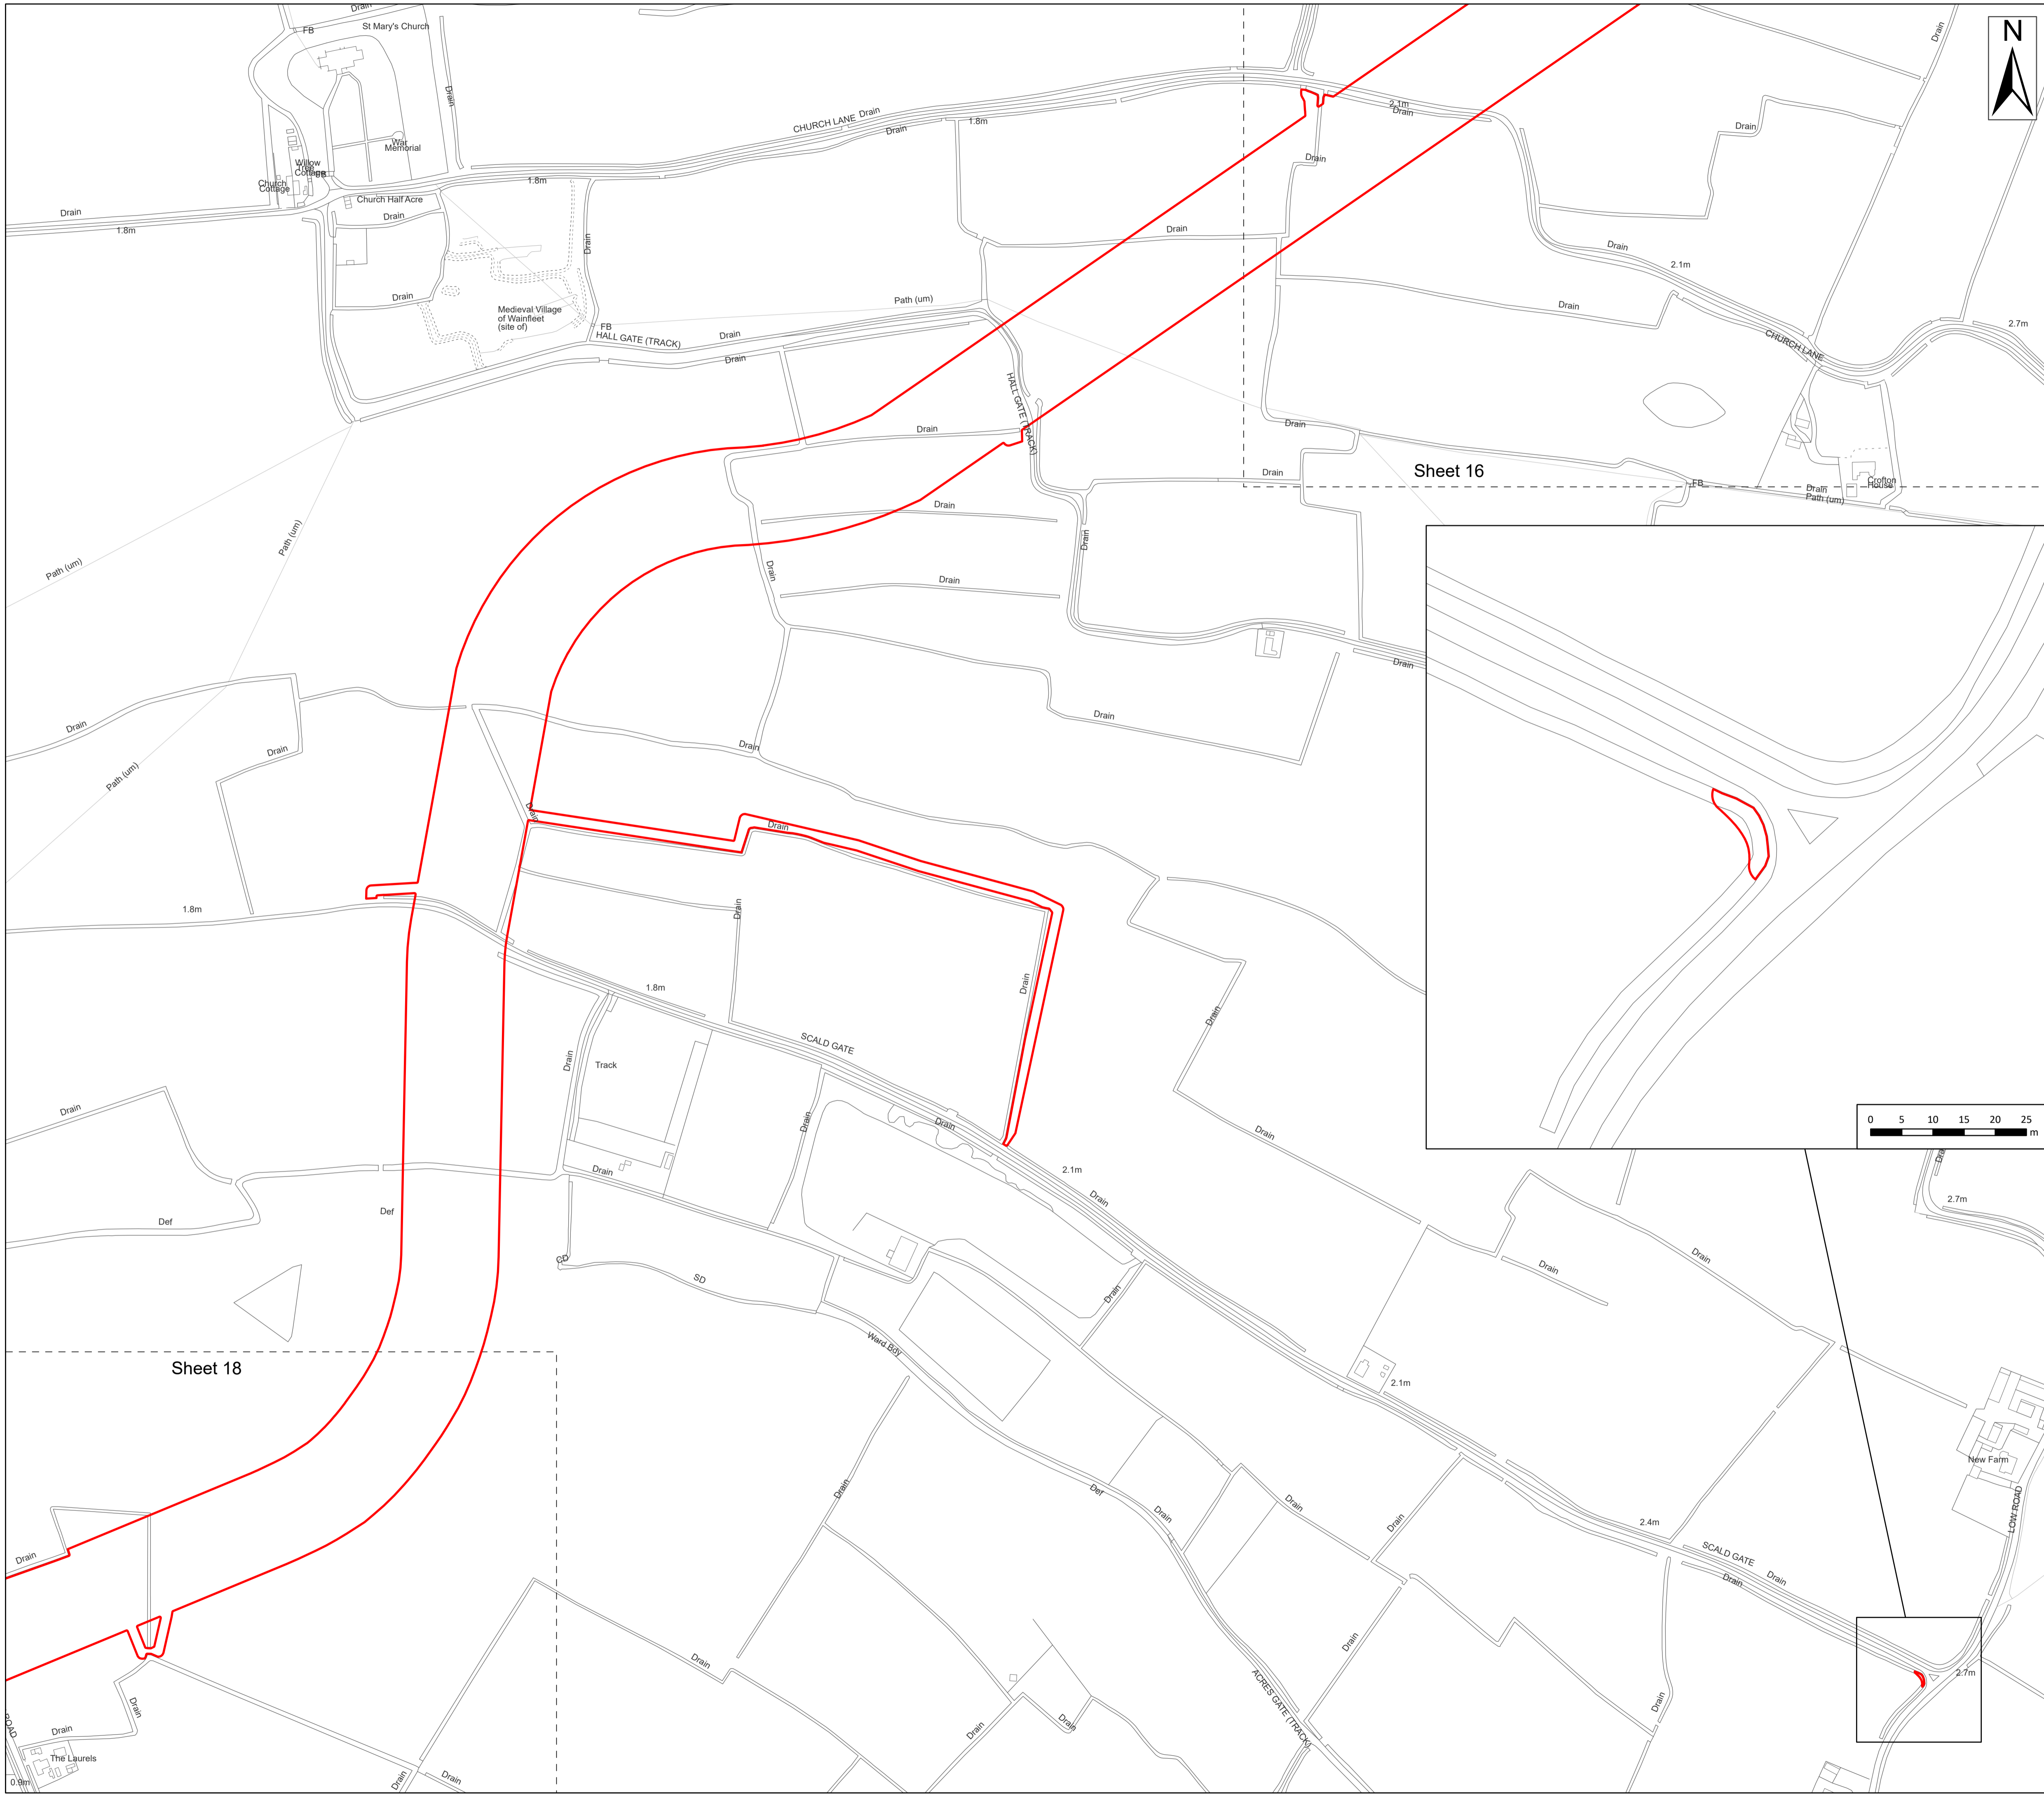 Drain
St Mary's Church
FB
N
Drain
Drain
2.1m
Drain
CHURCH LANE
Drain
Drain
1.8m
Drain
War
Memorial
Willow
Tree
Cottage
FB
Church
Cottage
Drain
1.8m
Church Half Acre
Drain
Drain
1.8m
Drain
Drain
Drain
2.1m
Drain
Drain
Path (um)
Drain
Medieval Village
of Wainfleet
(site of)
FB
HALL GATE (TRACK)
Drain
Drain
2.7m
CHURCH LANE
HALL GATE (TRACK)
Drain
Drain
Sheet 16
Drain
FB
Drain
Path (um)
Crofton
House
Path (um)
Path (um)
Drain
Drain
Drain
Drain
Drain
Drain
Drain
Drain
Path (um)
Drain
Drain
Drain
Drain
1.8m
Drain
Drain
Drain
1.8m
SCALD GATE
Drain
Track
Drain
Drain
Drain
Drain
0 5 10 15 20 25
m
Drain
2.1m
Drain
Drain
2.7m
Def
Def
CD
SD
Drain
Drain
Drain
Ward Bdy
Sheet 18
2.1m
Drain
Def
Drain
Drain
Drain
New Farm
LOW ROAD
2.4m
SCALD GATE
Drain
Drain
Drain
Drain
Drain
ACRES GATE (TRACK)
Drain
2.7m
Drain
Drain
Drain
Drain
ROAD
The Laurels
0.9m
Drain
Drain